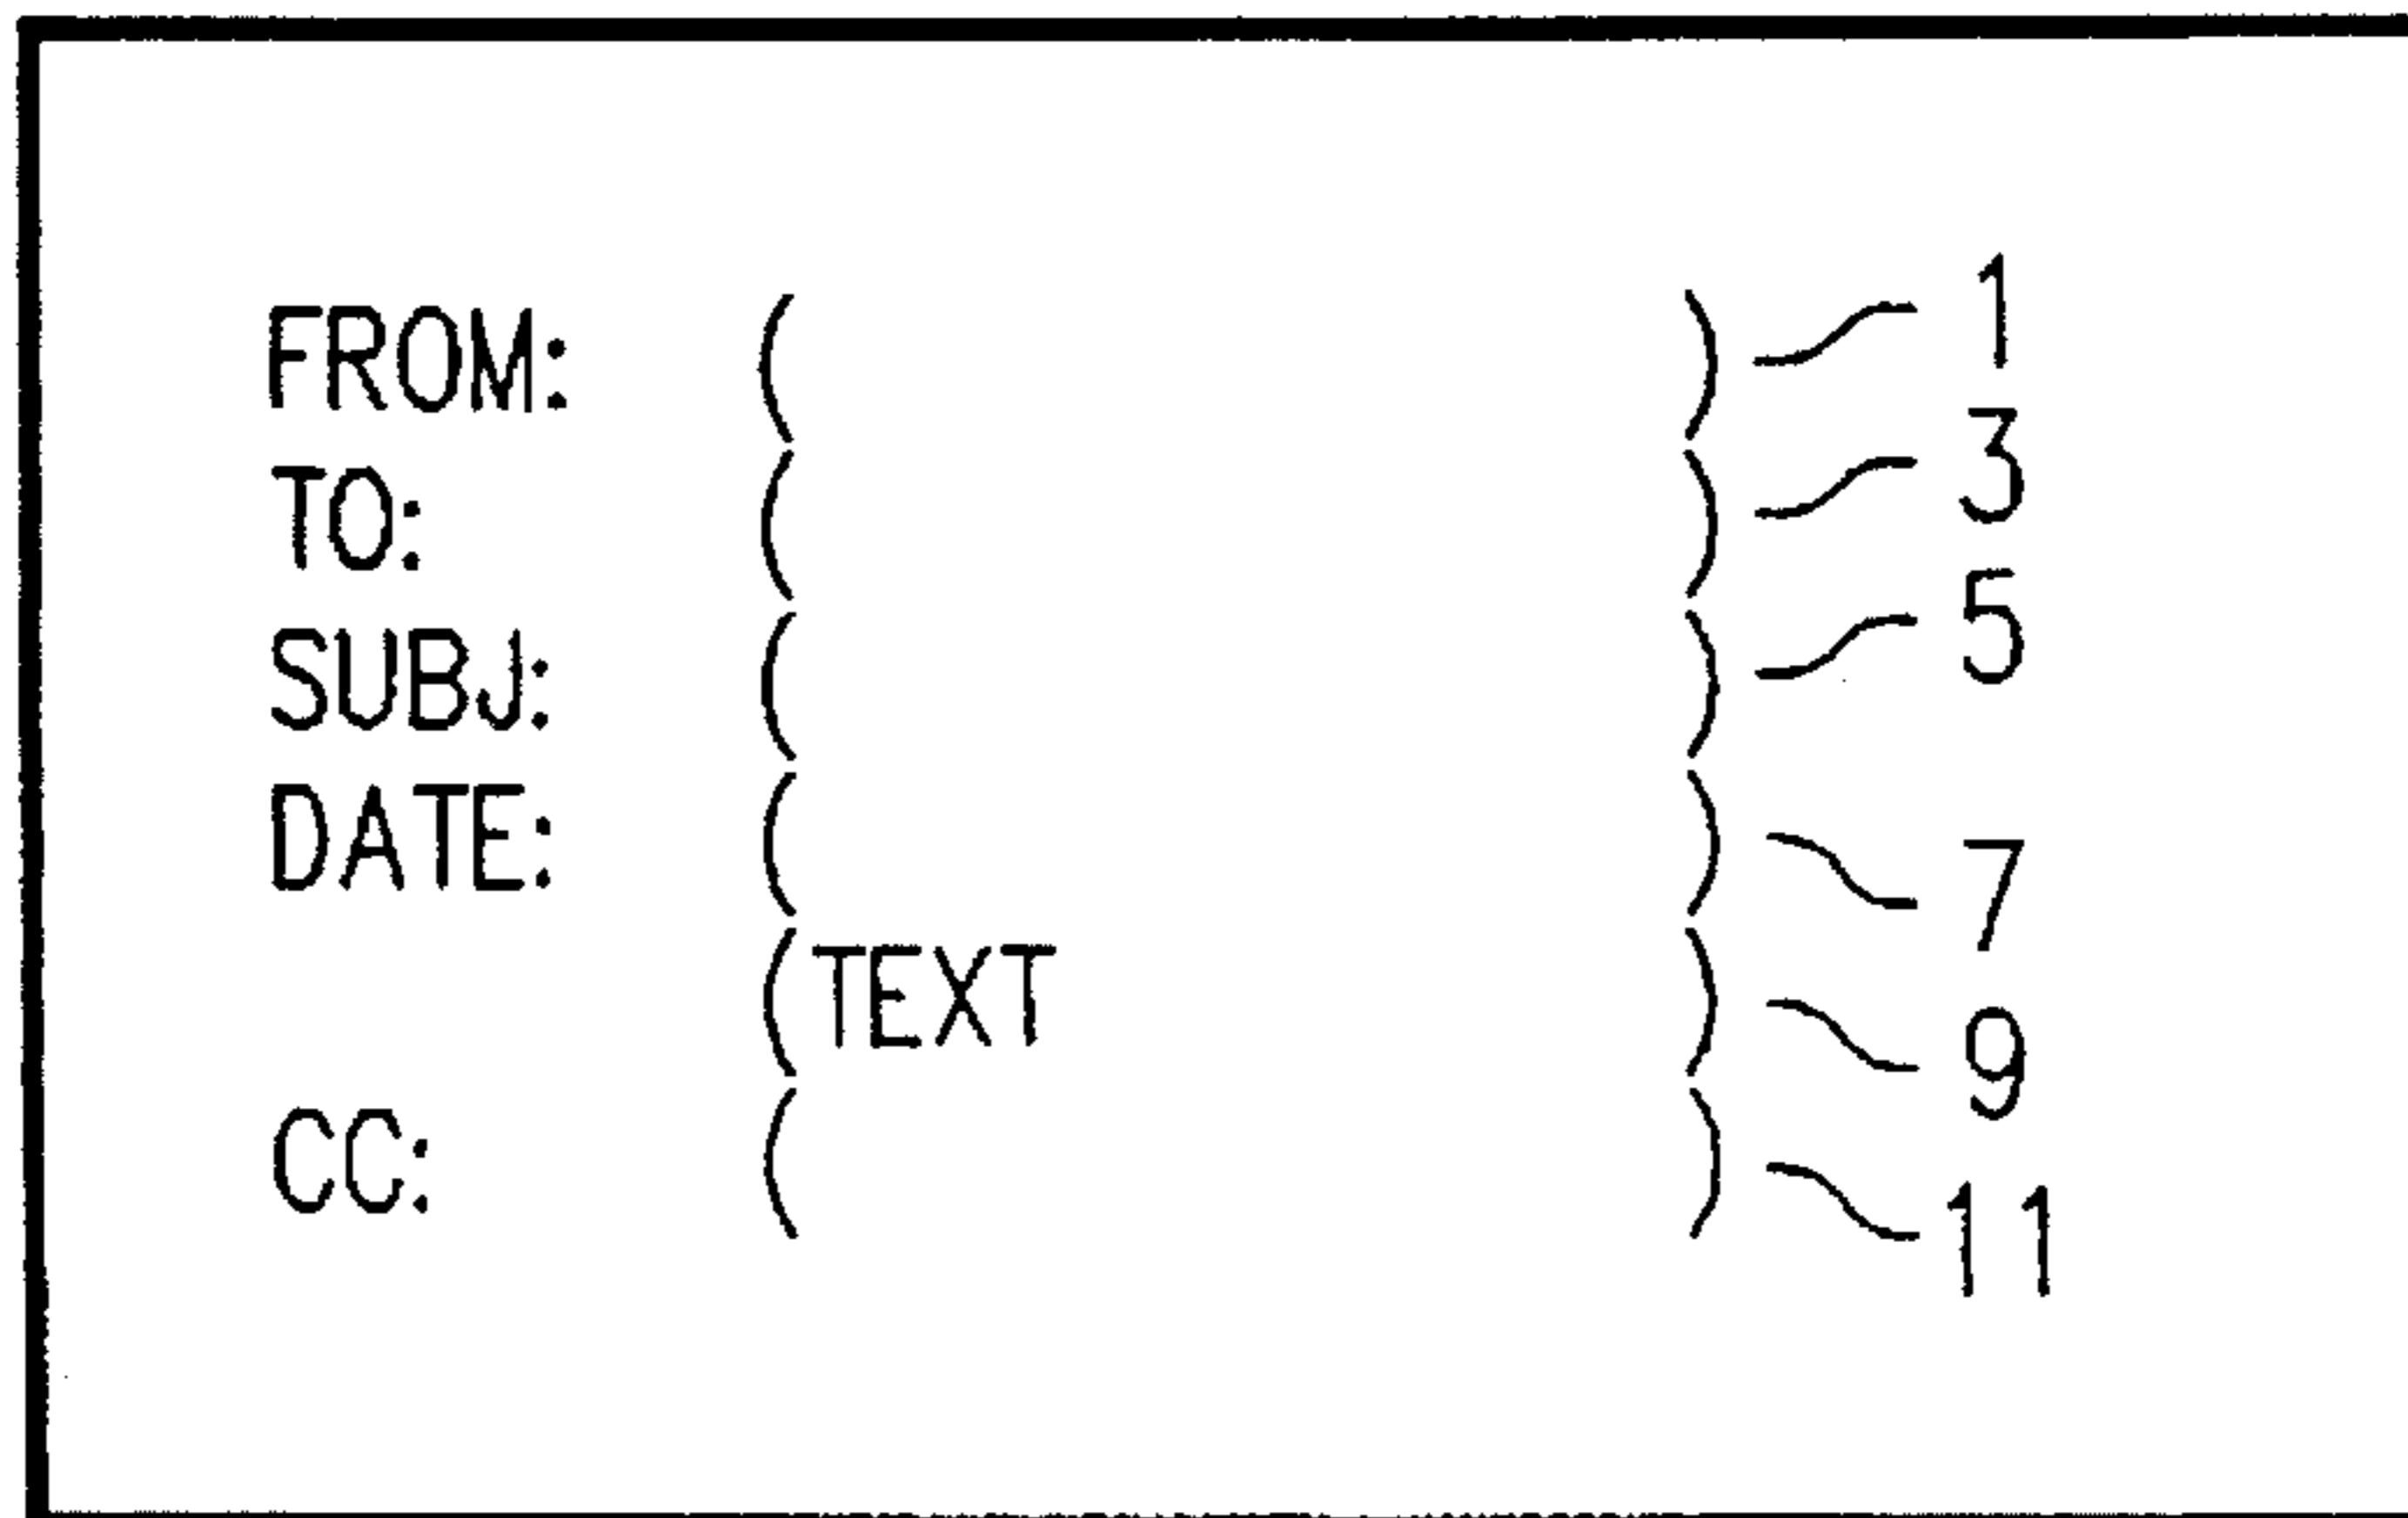 FROM: ( ) 1
TO: ( ) 3
SUBJ: ( ) 5
DATE: ( ) 7
(TEXT ) 9
CC: ( ) 11